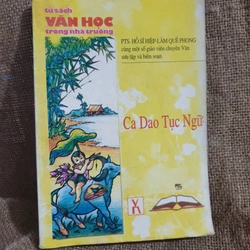 tủ sách
VĂN HỌC
trong nhà trường
PTS. HỒ SĨ HIỆP LÂM QUẾ PHONG
cùng một số giáo viên chuyên Văn
sưu tập và biên soạn
Ca Dao Tục Ngữ